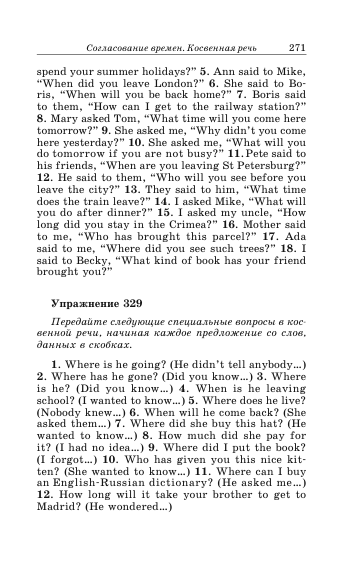 Согласование времен. Косвенная речь 271
spend your summer holidays?” 5. Ann said to Mike,
“When did you leave London?” 6. She said to Bo-
ris, “When will you be back home?” 7. Boris said
to them, “How can I get to the railway station?”
8. Mary asked Tom, “What time will you come here
tomorrow?” 9. She asked me, “Why didn’t you come
here yesterday?” 10. She asked me, “What will you
do tomorrow if you are not busy?” 11. Pete said to
his friends, “When are you leaving St Petersburg?”
12. He said to them, “Who will you see before you
leave the city?” 13. They said to him, “What time
does the train leave?” 14. I asked Mike, “What will
you do after dinner?” 15. I asked my uncle, “How
long did you stay in the Crimea?” 16. Mother said
to me, “Who has brought this parcel?” 17. Ada
said to me, “Where did you see such trees?” 18. I
said to Becky, “What kind of book has your friend
brought you?”
Упражнение 329
Передайте следующие специальные вопросы в кос-
венной речи, начиная каждое предложение со слов,
данных в скобках.
1. Where is he going? (He didn’t tell anybody...)
2. Where has he gone? (Did you know...) 3. Where
is he? (Did you know...) 4. When is he leaving
school? (I wanted to know...) 5. Where does he live?
(Nobody knew...) 6. When will he come back? (She
asked them...) 7. Where did she buy this hat? (He
wanted to know...) 8. How much did she pay for
it? (I had no idea...) 9. Where did I put the book?
(I forgot...) 10. Who has given you this nice kit-
ten? (She wanted to know...) 11. Where can I buy
an English-Russian dictionary? (He asked me...)
12. How long will it take your brother to get to
Madrid? (He wondered...)